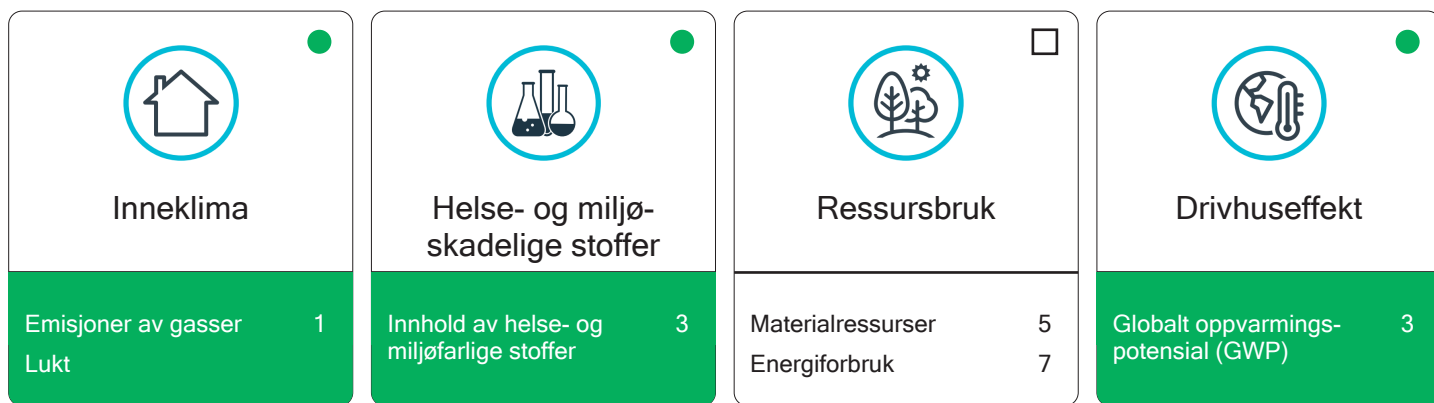 Inneklima
Emisjoner av gasser 1
Lukt
Helse- og miljø-
skadelige stoffer
Innhold av helse- og 3
miljøfarlige stoffer
Ressursbruk
Materialressurser 5
Energiforbruk 7
Drivhuseffekt
Globalt oppvarmings- 3
potensial (GWP)